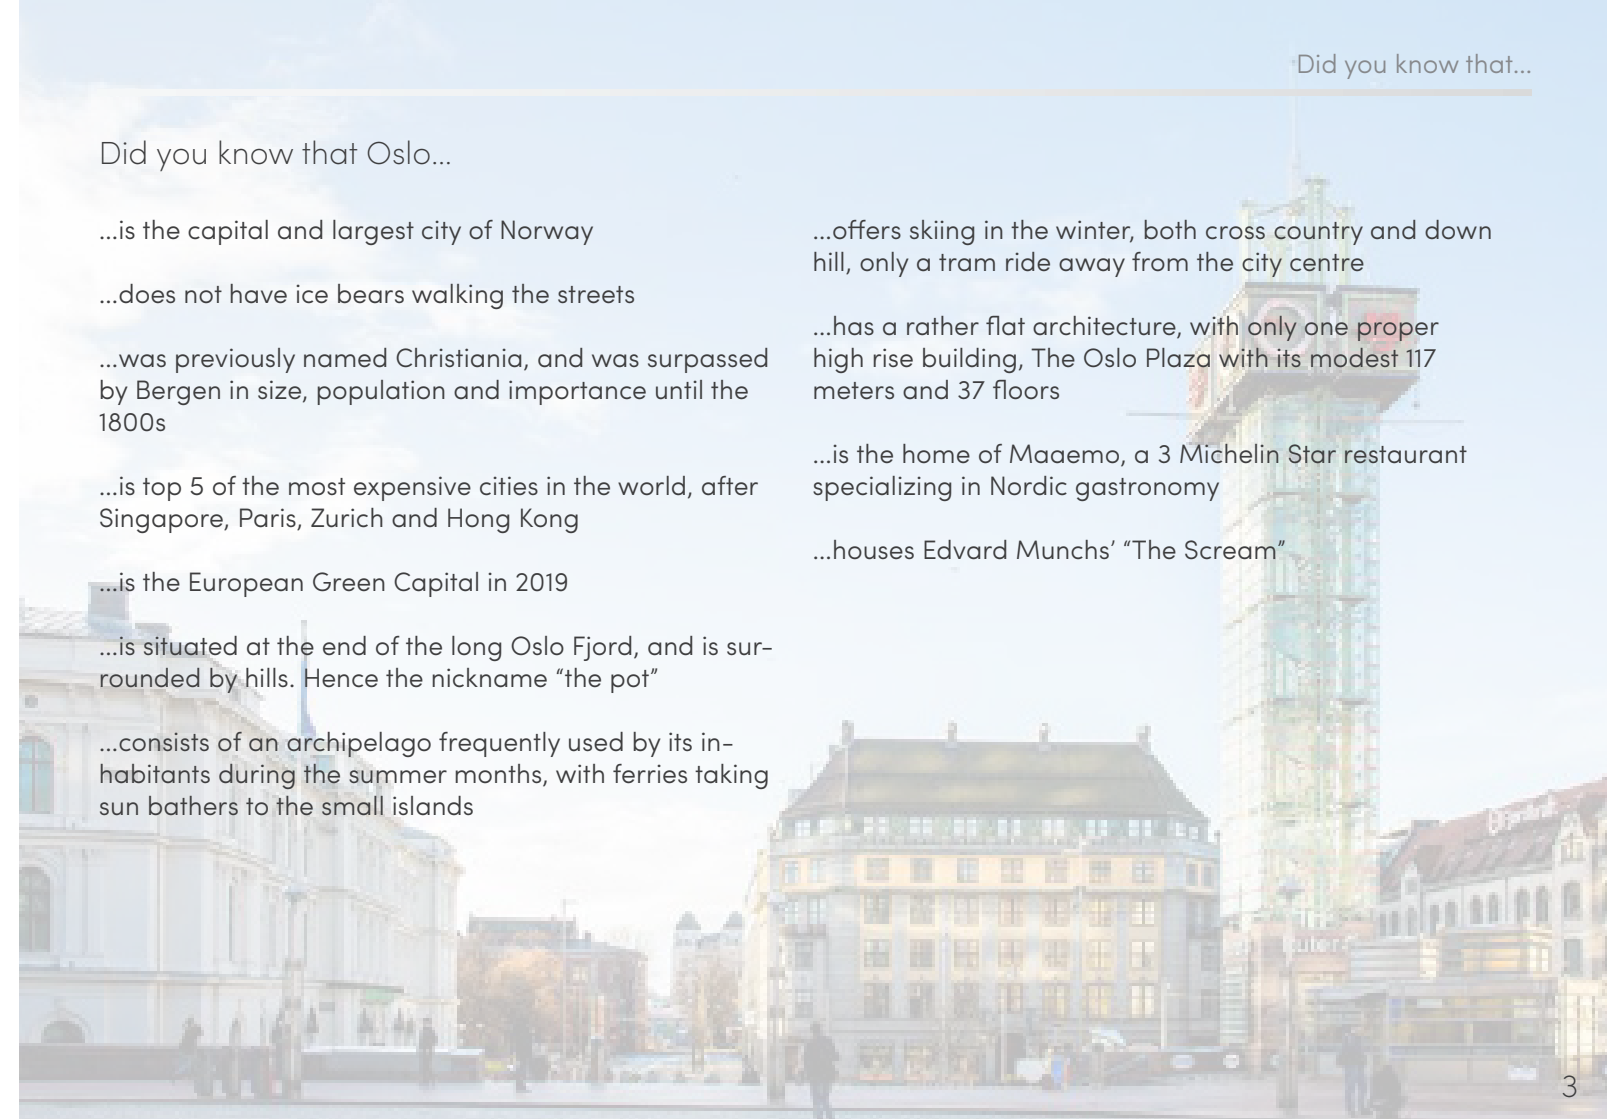 Did you know that...
Did you know that Oslo...
...is the capital and largest city of Norway
...does not have ice bears walking the streets
...was previously named Christiania, and was surpassed
by Bergen in size, population and importance until the
1800s
...is top 5 of the most expensive cities in the world, after
Singapore, Paris, Zurich and Hong Kong
...is the European Green Capital in 2019
...is situated at the end of the long Oslo Fjord, and is sur-
rounded by hills. Hence the nickname “the pot”
...consists of an archipelago frequently used by its in-
habitants during the summer months, with ferries taking
sun bathers to the small islands
...offers skiing in the winter, both cross country and down
hill, only a tram ride away from the city centre
...has a rather flat architecture, with only one proper
high rise building, The Oslo Plaza with its modest 117
meters and 37 floors
...is the home of Maaemo, a 3 Michelin Star restaurant
specializing in Nordic gastronomy
...houses Edvard Munchs’ “The Scream”
3